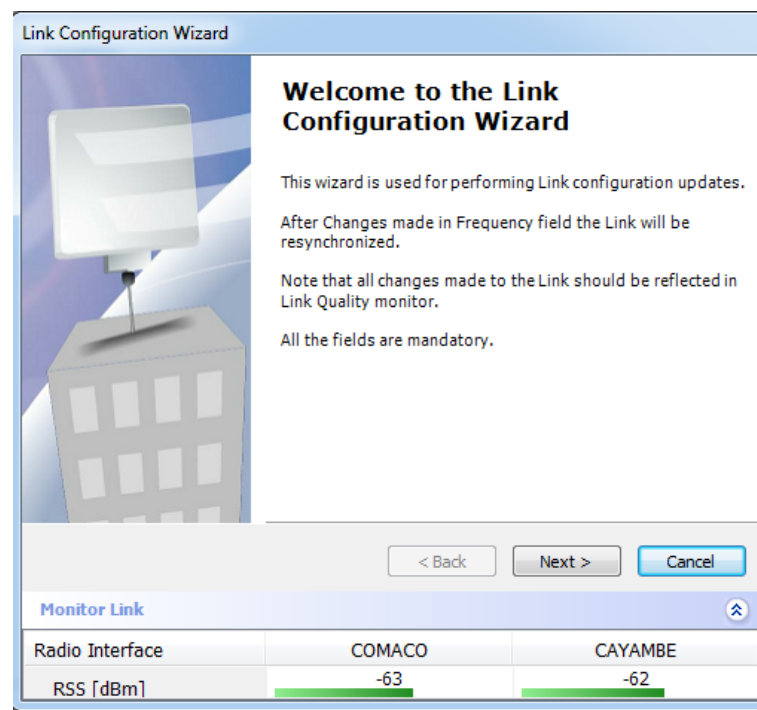 Link Configuration Wizard
Welcome to the Link
Configuration Wizard
This wizard is used for performing Link configuration updates.
After Changes made in Frequency field the Link will be
resynchronized.
Note that all changes made to the Link should be reflected in
Link Quality monitor.
All the fields are mandatory.
< Back Next > Cancel
Monitor Link
Radio Interface COMACO CAYAMBE
RSS [dBm] -63 -62